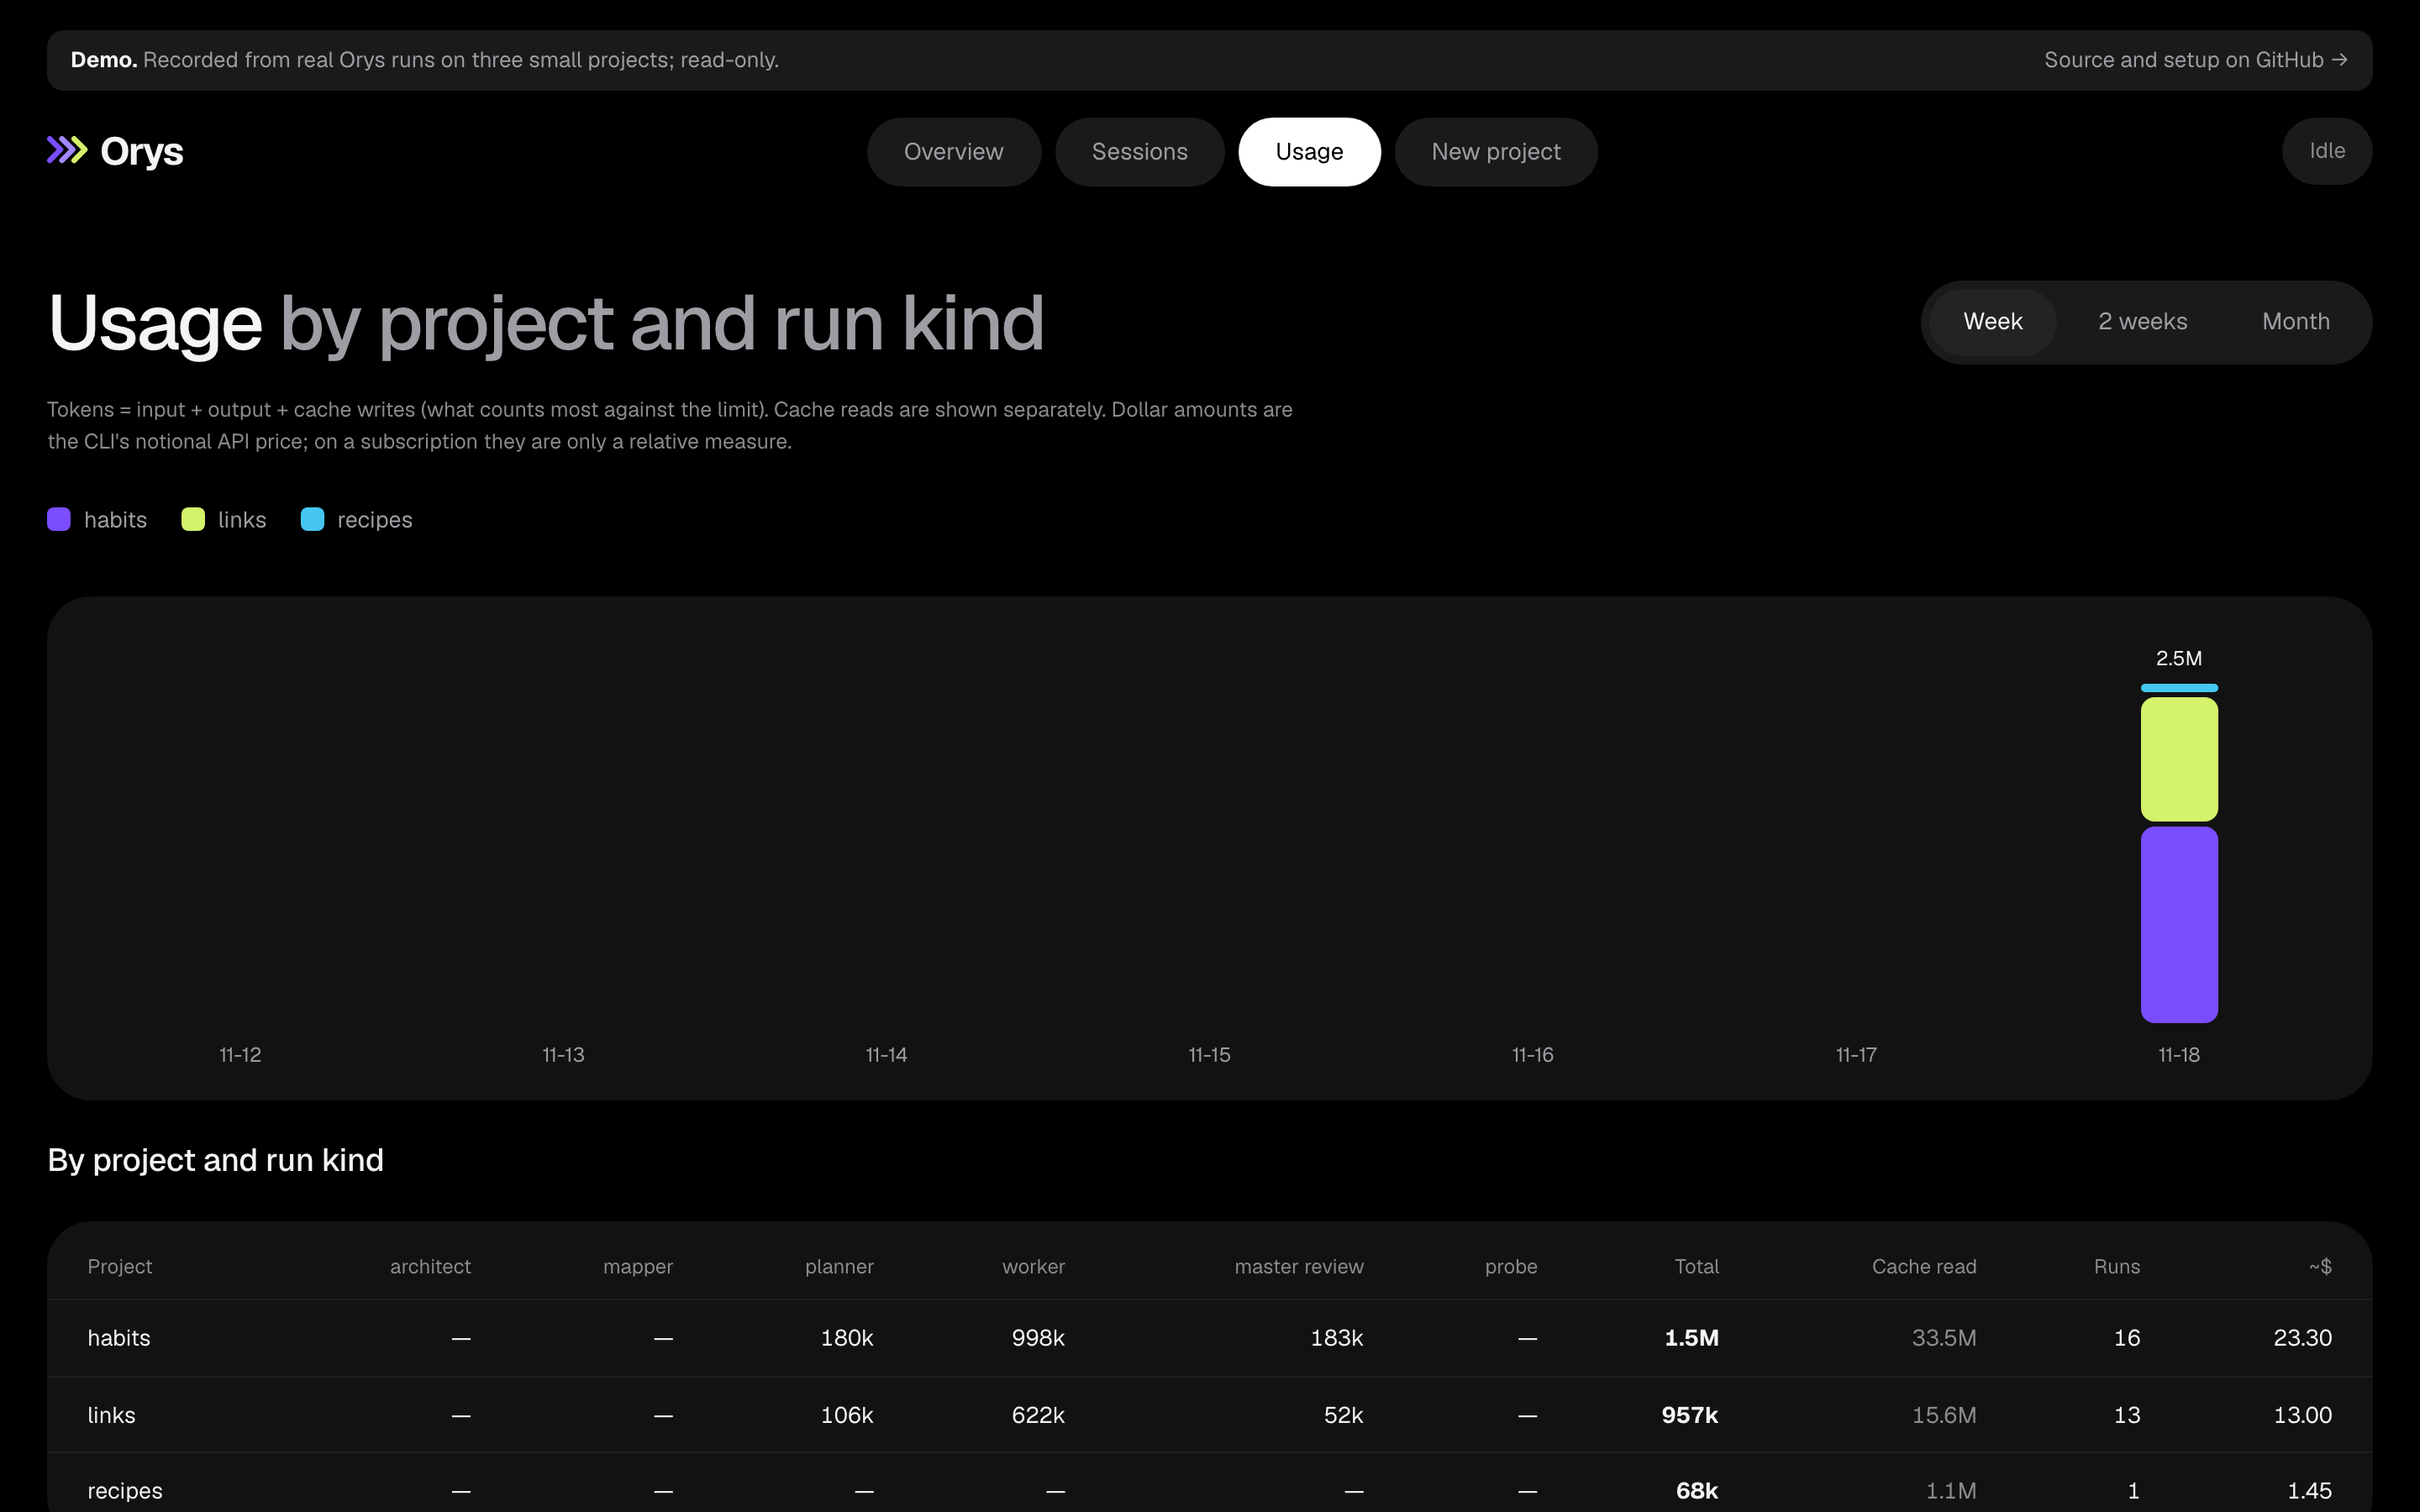 Demo. Recorded from real Orys runs on three small projects; read-only.
Source and setup on GitHub →
Orys
Overview
Sessions
Usage
New project
Idle
Usage by project and run kind
Week
2 weeks
Month
Tokens = input + output + cache writes (what counts most against the limit). Cache reads are shown separately. Dollar amounts are
the CLI's notional API price; on a subscription they are only a relative measure.
habits
links
recipes
2.5M
11-12
11-13
11-14
11-15
11-16
11-17
11-18
By project and run kind
Project architect mapper planner worker master review probe Total Cache read Runs ~$
habits — — 180k 998k 183k — 1.5M 33.5M 16 23.30
links — — 106k 622k 52k — 957k 15.6M 13 13.00
recipes — — — — — — 68k 1.1M 1 1.45